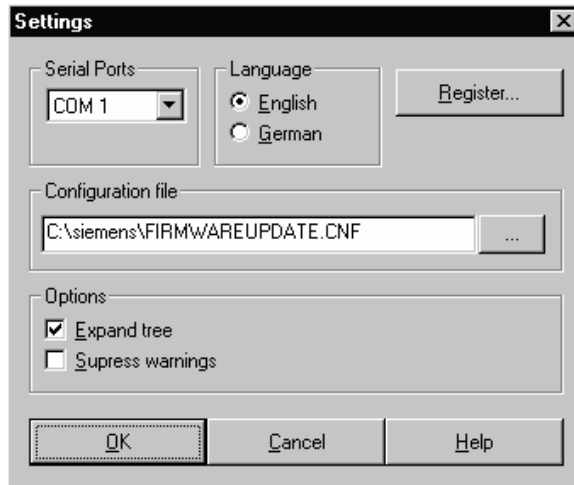 Settings
Serial Ports
COM 1
Language
English
German
Register...
Configuration file
C:\siemens\FIRMWAREUPDATE.CNF
...
Options
Expand tree
Supress warnings
OK
Cancel
Help